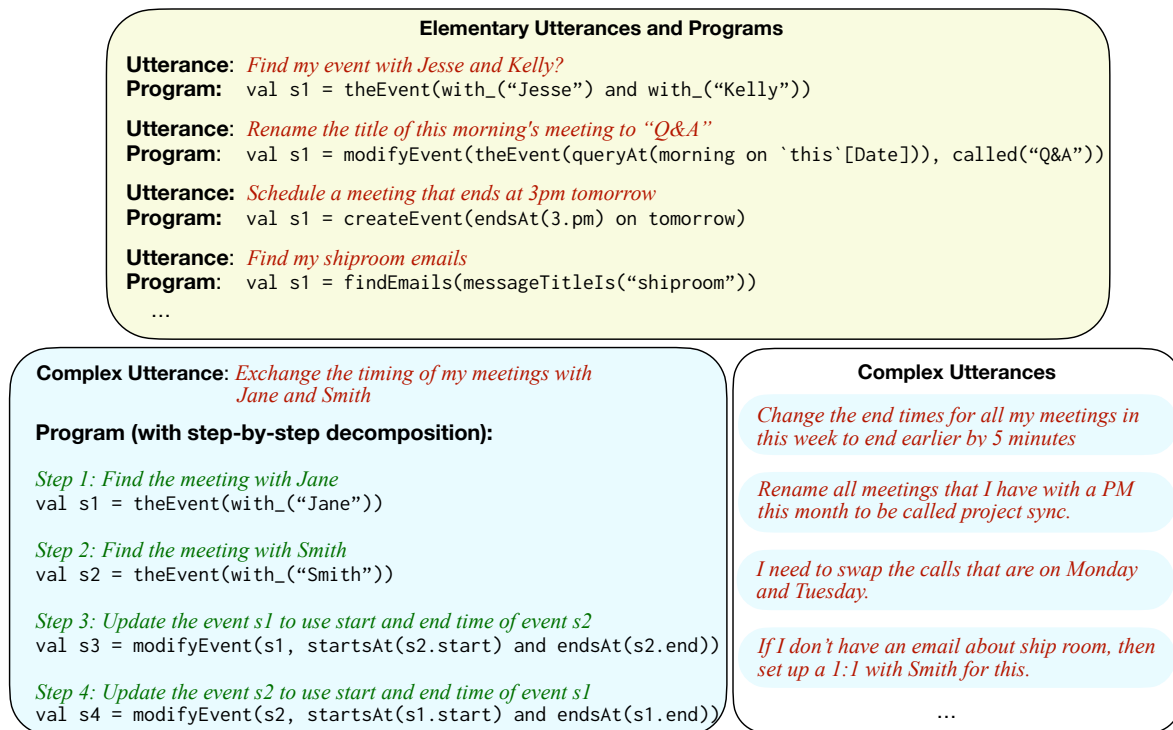 Elementary Utterances and Programs
Utterance: Find my event with Jesse and Kelly?
Program: val s1 = theEvent(with_(“Jesse”) and with_(“Kelly”))
Utterance: Rename the title of this morning's meeting to “Q&A”
Program: val s1 = modifyEvent(theEvent(queryAt(morning on `this`[Date])), called(“Q&A”))
Utterance: Schedule a meeting that ends at 3pm tomorrow
Program: val s1 = createEvent(endsAt(3.pm) on tomorrow)
Utterance: Find my shiproom emails
Program: val s1 = findEmails(messageTitleIs(“shiproom”))
...
Complex Utterance: Exchange the timing of my meetings with
Jane and Smith
Program (with step-by-step decomposition):
Step 1: Find the meeting with Jane
val s1 = theEvent(with_(“Jane”))
Step 2: Find the meeting with Smith
val s2 = theEvent(with_(“Smith”))
Step 3: Update the event s1 to use start and end time of event s2
val s3 = modifyEvent(s1, startsAt(s2.start) and endsAt(s2.end))
Step 4: Update the event s2 to use start and end time of event s1
val s4 = modifyEvent(s2, startsAt(s1.start) and endsAt(s1.end))
Complex Utterances
Change the end times for all my meetings in
this week to end earlier by 5 minutes
Rename all meetings that I have with a PM
this month to be called project sync.
I need to swap the calls that are on Monday
and Tuesday.
If I don’t have an email about ship room, then
set up a 1:1 with Smith for this.
...